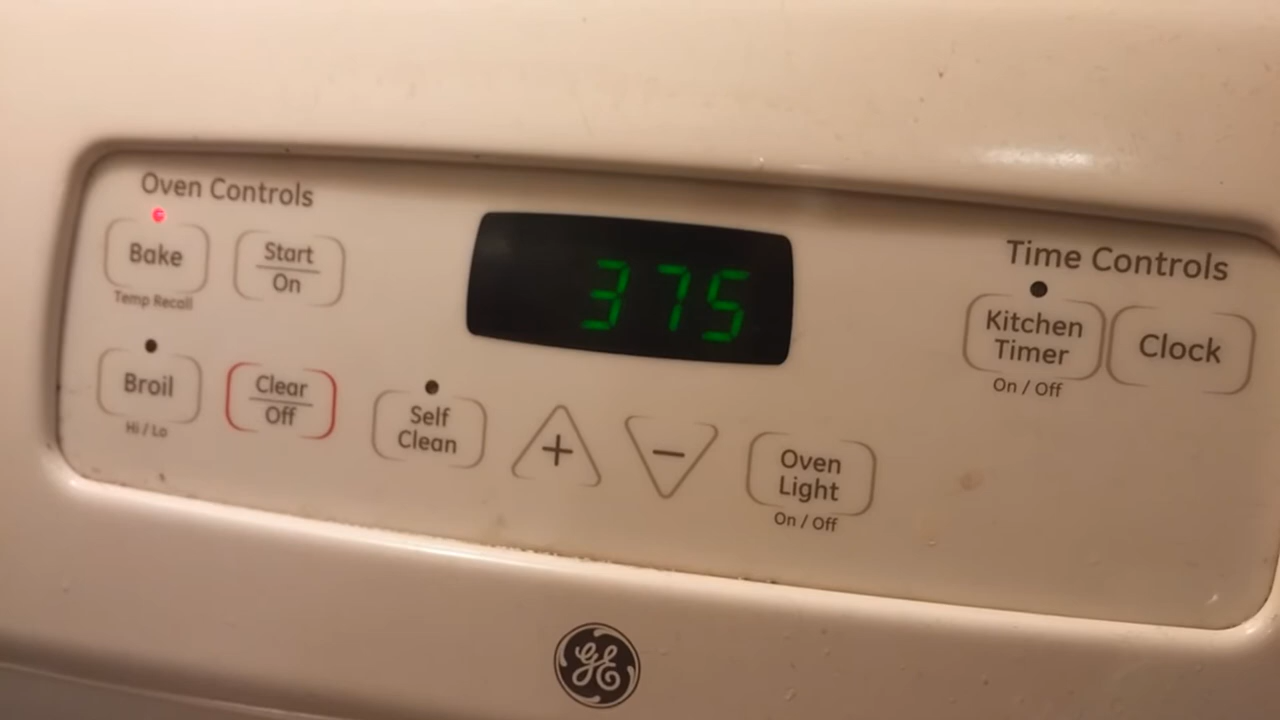 Oven Controls
Bake
Temp Recall
Start
On
Broil
Hi / Lo
Clear
Off
Self
Clean
375
+
−
Oven
Light
On / Off
Time Controls
Kitchen
Timer
On / Off
Clock
GE